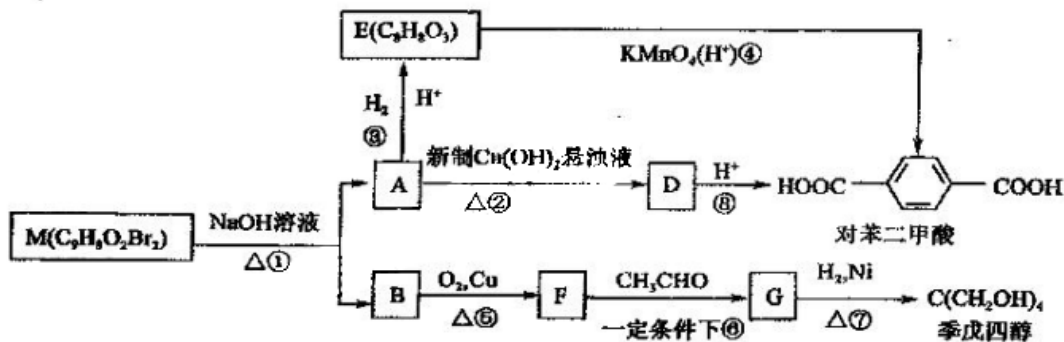 E(C₈H₈O₃)
KMnO₄(H⁺)④
H₂ H⁺
③
新制Cu(OH)₂悬浊液
A
△②
D
H⁺
⑧
HOOC
COOH
对苯二甲酸
M(C₉H₈O₂Br₂)
NaOH溶液
△①
B
O₂,Cu
△⑤
F
CH₃CHO
一定条件下⑥
G
H₂,Ni
△⑦
C(CH₂OH)₄
季戊四醇